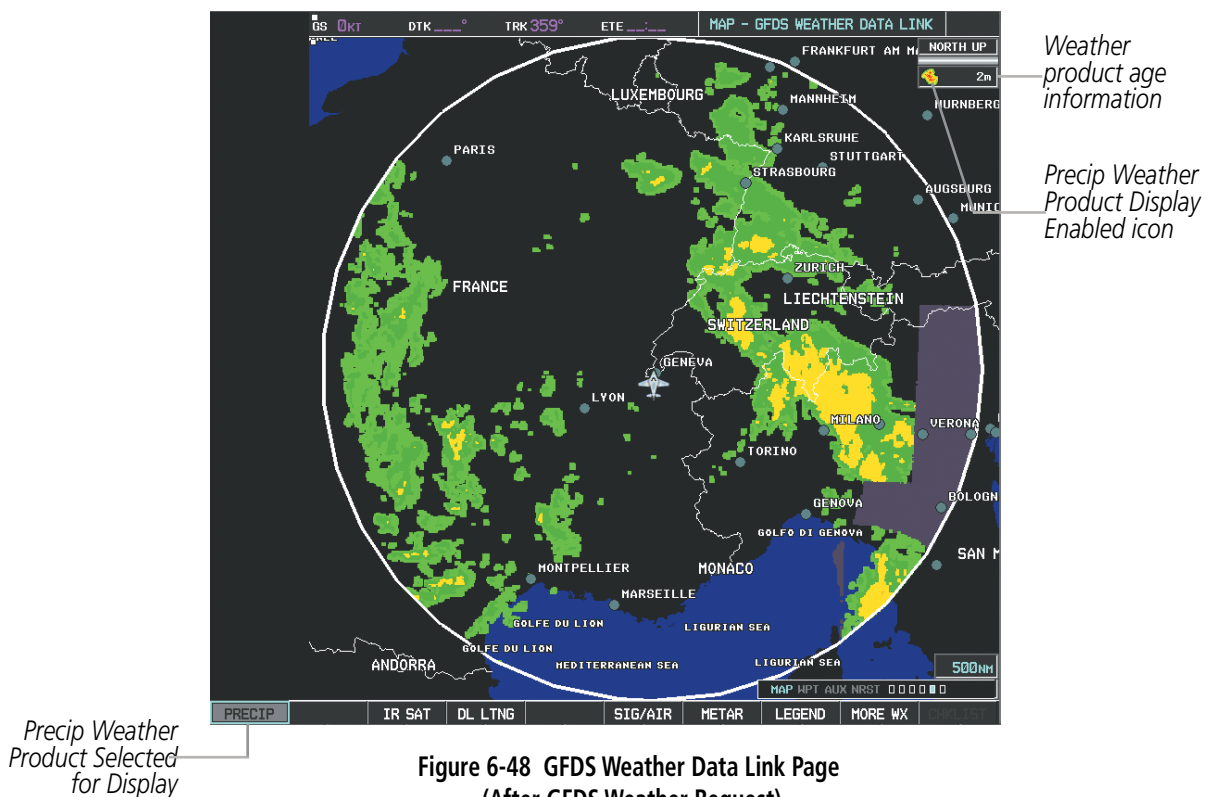 GS 0KT DTK ___° TRK 359° ETE __:__ MAP - GFDS WEATHER DATA LINK
FRANKFURT AM
NORTH UP
2m
Weather
product age
information
LUXEMBOURG
MANNHEIM
NURNBERG
KARLSRUHE
PARIS
STUTTGART
STRASBOURG
Precip Weather
Product Display
Enabled icon
AUGSBURG
MUNIC
ZURICH
FRANCE
LIECHTENSTEIN
SWITZERLAND
GENEVA
LYON
MILANO
VERONA
TORINO
BOLOGN
GENOVA
GOLFO DI GENOVA
SAN M
MONTPELLIER
MONACO
MARSEILLE
GOLFE DU LION
LIGURIAN SEA
GOLFE DU LION
ANDORRA
MEDITERRANEAN SEA
LIGURIAN SEA
500NM
MAP WPT AUX NRST
PRECIP IR SAT DL LTNG SIG/AIR METAR LEGEND MORE WX CHKLIST
Precip Weather
Product Selected
for Display
Figure 6-48 GFDS Weather Data Link Page
(After GFDS Weather Request)